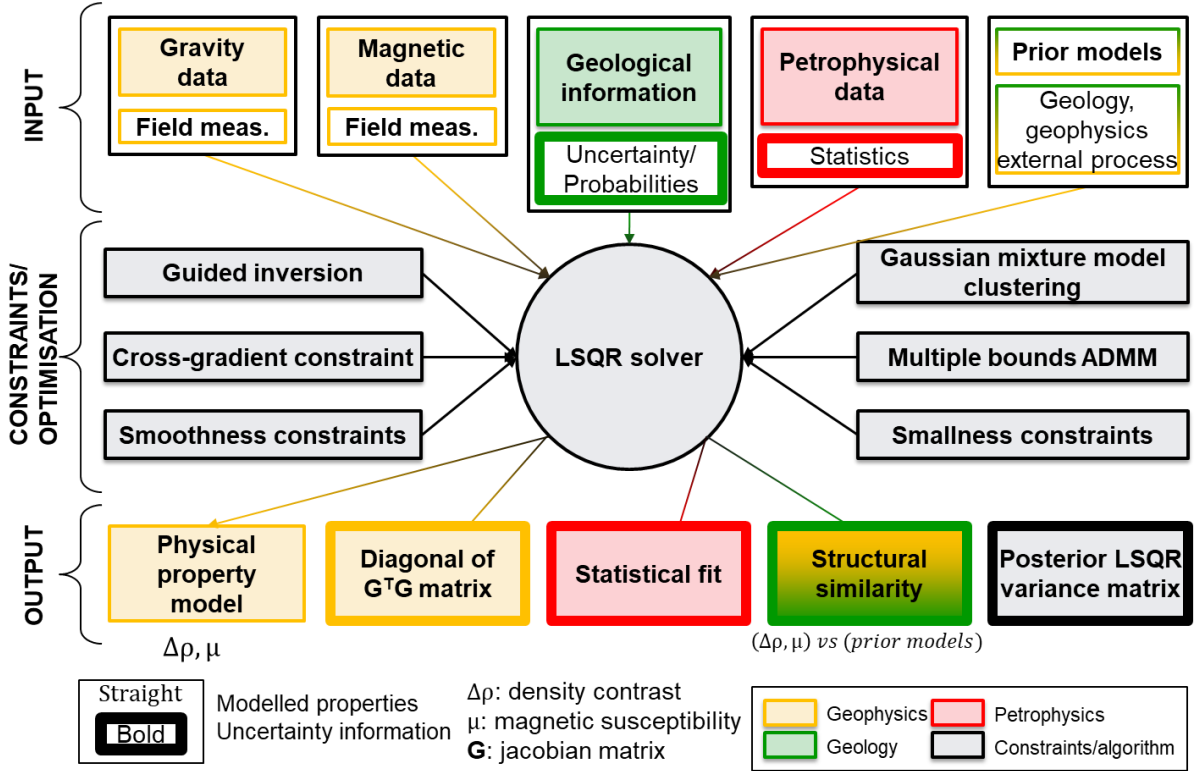 INPUT
Gravity
data
Field meas.
Magnetic
data
Field meas.
Geological
information
Uncertainty/
Probabilities
Petrophysical
data
Statistics
Prior models
Geology,
geophysics
external process
CONSTRAINTS/
OPTIMISATION
Guided inversion
Cross-gradient constraint
Smoothness constraints
LSQR solver
Gaussian mixture model
clustering
Multiple bounds ADMM
Smallness constraints
OUTPUT
Physical
property
model
Δρ, μ
Diagonal of
GᵀG matrix
Statistical fit
Structural
similarity
(Δρ, μ) vs (prior models)
Posterior LSQR
variance matrix
Straight
Bold
Modelled properties
Uncertainty information
Δρ: density contrast
μ: magnetic susceptibility
G: jacobian matrix
Geophysics
Petrophysics
Geology
Constraints/algorithm